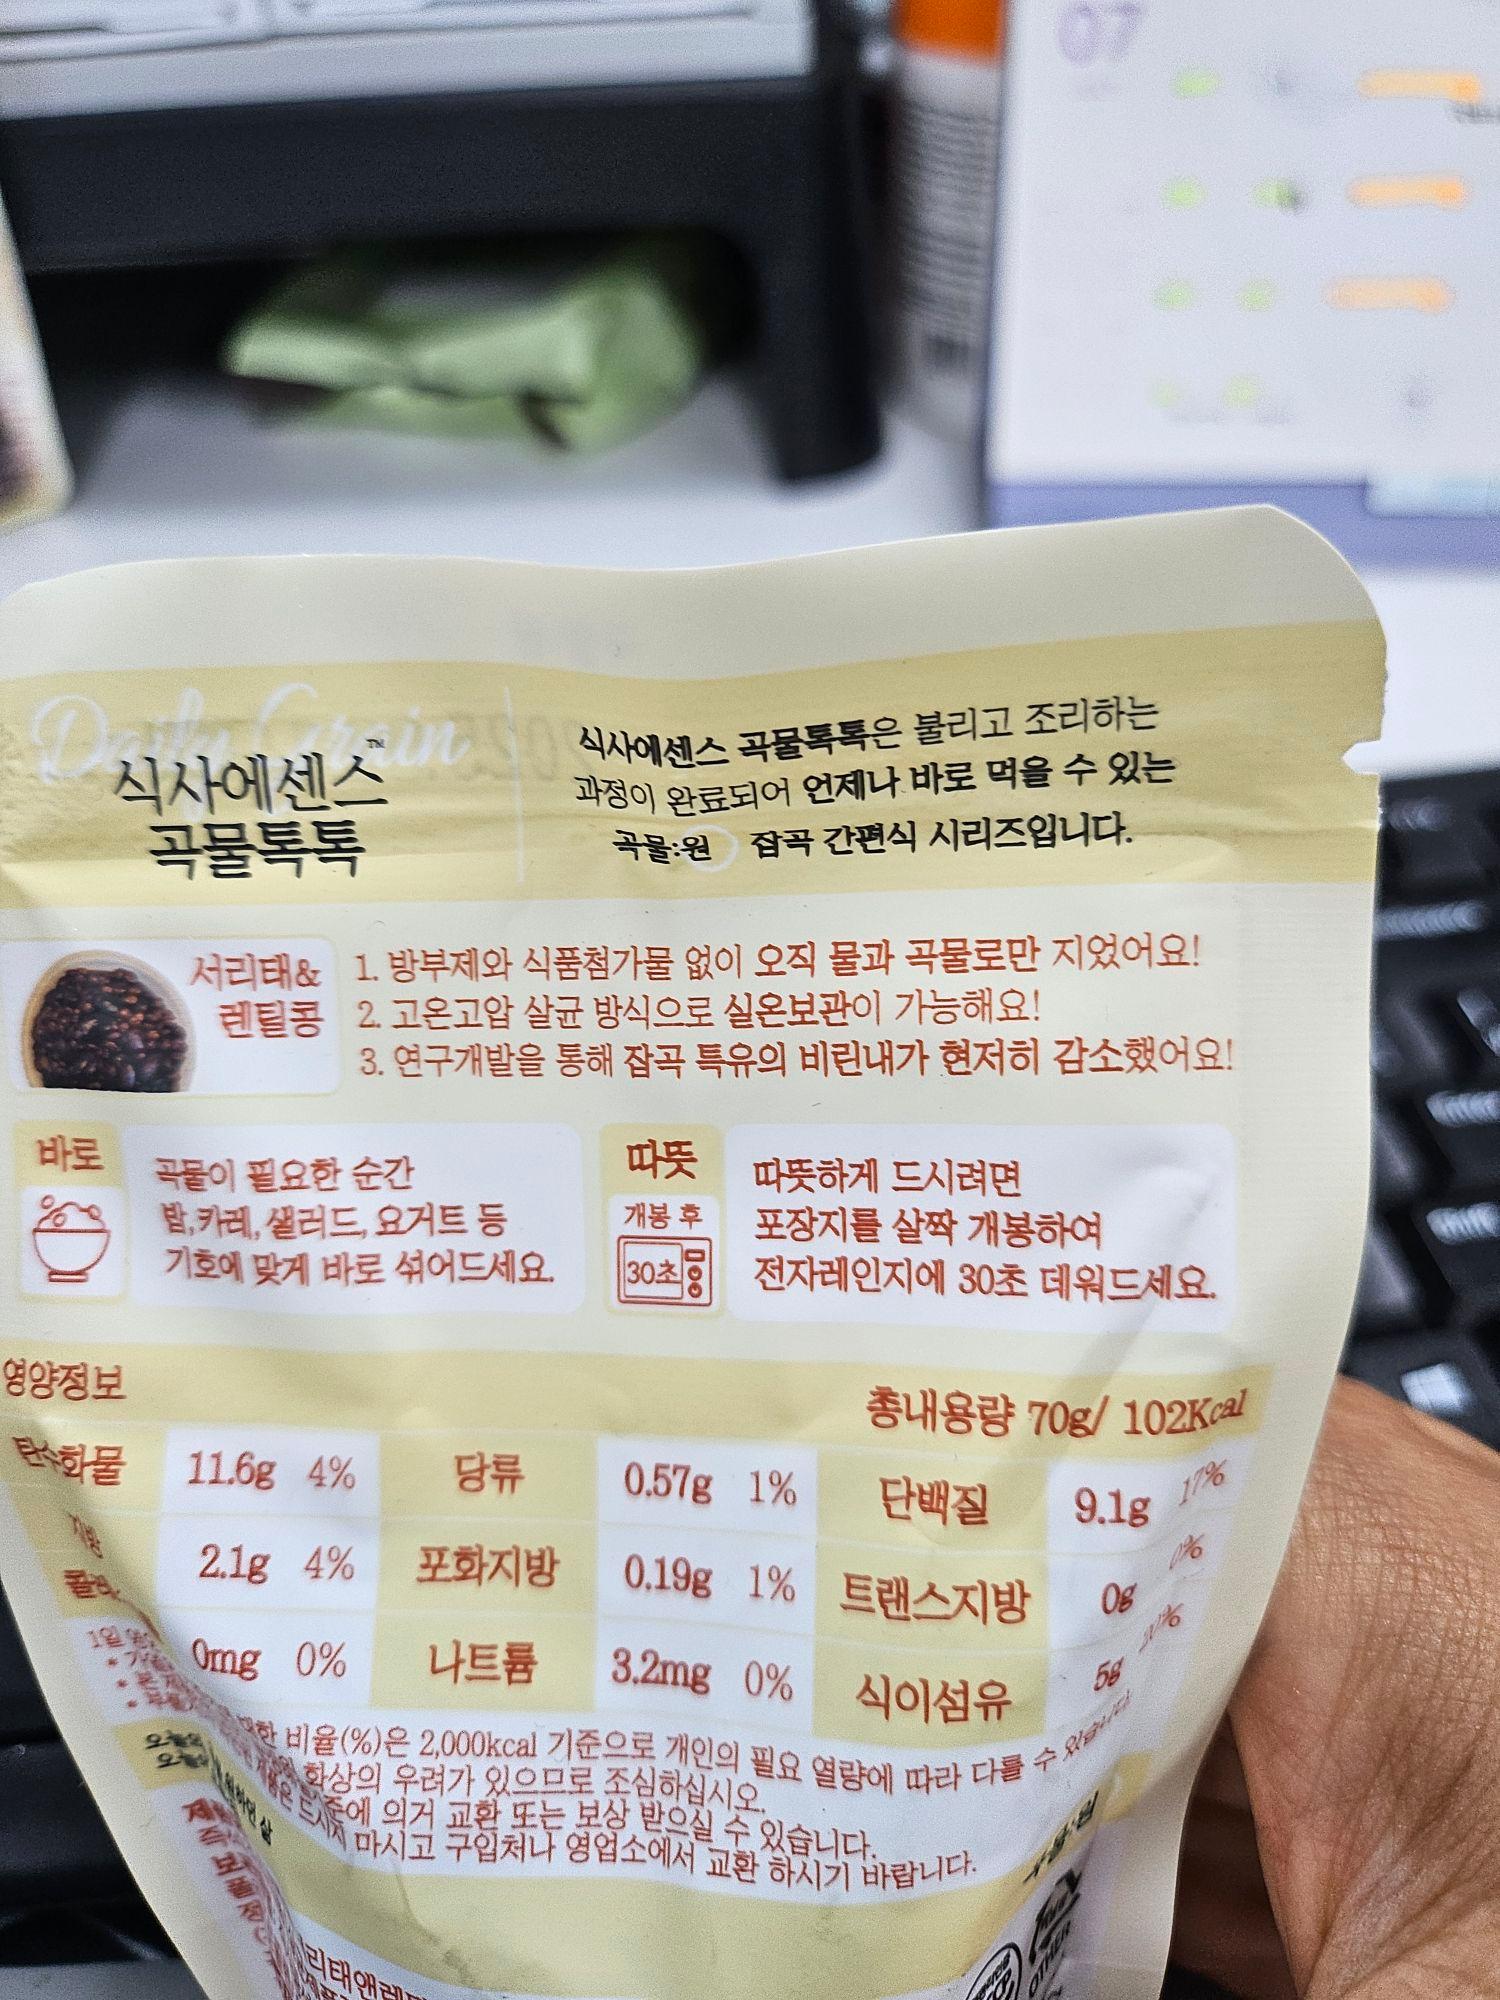 07
Daily Grain
식사에센스™
곡물톡톡
식사에센스 곡물톡톡은 불리고 조리하는
과정이 완료되어 언제나 바로 먹을 수 있는
곡물:원 잡곡 간편식 시리즈입니다.
서리태&
렌틸콩
1. 방부제와 식품첨가물 없이 오직 물과 곡물로만 지었어요!
2. 고온고압 살균 방식으로 실온보관이 가능해요!
3. 연구개발을 통해 잡곡 특유의 비린내가 현저히 감소했어요!
바로
곡물이 필요한 순간
밥,카레,샐러드,요거트 등
기호에 맞게 바로 섞어드세요.
따뜻
개봉 후
30초
따뜻하게 드시려면
포장지를 살짝 개봉하여
전자레인지에 30초 데워드세요.
영양정보
총내용량 70g/ 102Kcal
탄수화물 11.6g 4% 당류 0.57g 1% 단백질 9.1g 17%
지방 2.1g 4% 포화지방 0.19g 1% 트랜스지방 0g 0%
0mg 0% 나트륨 3.2mg 0% 식이섬유 5g 20%
비율(%)은 2,000kcal 기준으로 개인의 필요 열량에 따라 다를 수 있습니다.
화상의 우려가 있으므로 조심하십시오.
의거 교환 또는 보상 받으실 수 있습니다.
드시지 마시고 구입처나 영업소에서 교환 하시기 바랍니다.
OTHER